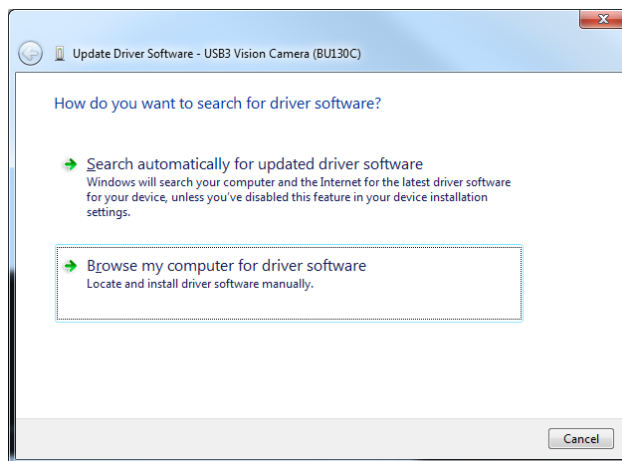 Update Driver Software - USB3 Vision Camera (BU130C)
How do you want to search for driver software?
Search automatically for updated driver software
Windows will search your computer and the Internet for the latest driver software
for your device, unless you've disabled this feature in your device installation
settings.
Browse my computer for driver software
Locate and install driver software manually.
Cancel